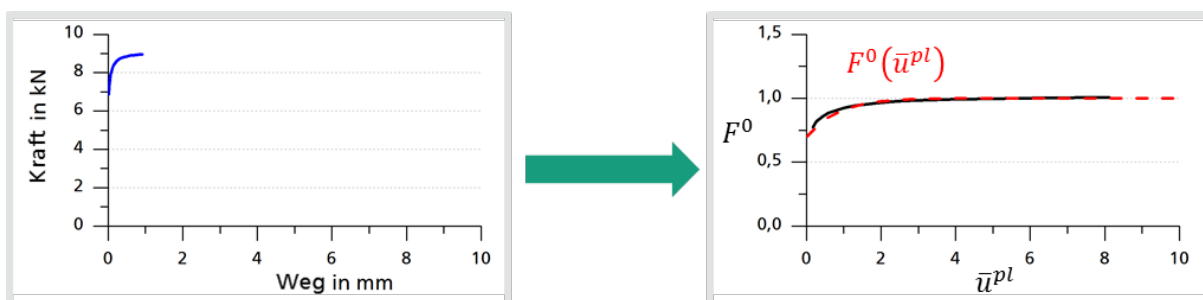 Kraft in kN
10
8
6
4
2
0
0 2 4 6 8 10
Weg in mm
F⁰
1,5
1,0
0,5
0,0
F⁰(ū^{pl})
0 2 4 6 8 10
ū^{pl}